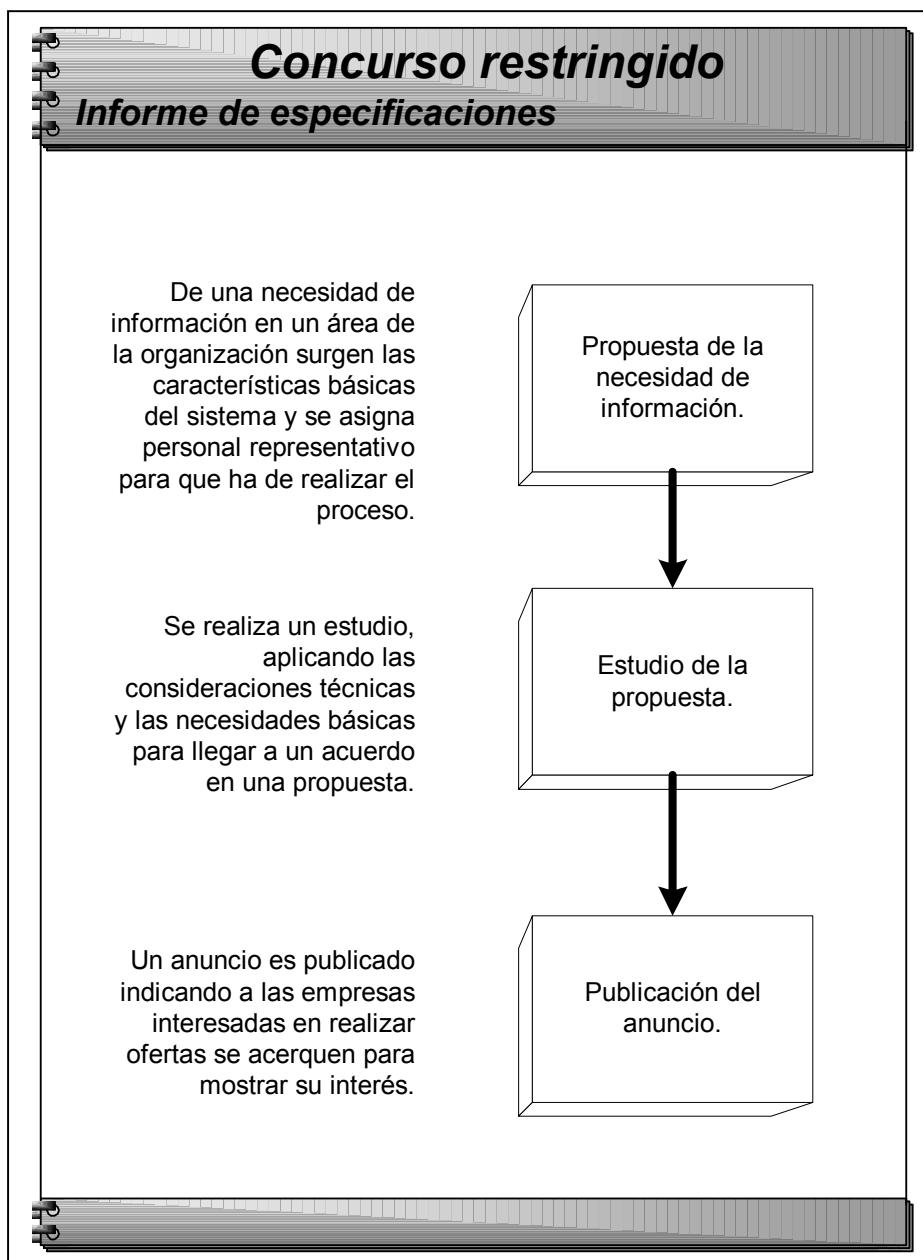 Concurso restringido
Informe de especificaciones
De una necesidad de
información en un área de
la organización surgen las
características básicas
del sistema y se asigna
personal representativo
para que ha de realizar el
proceso.
Propuesta de la
necesidad de
información.
Se realiza un estudio,
aplicando las
consideraciones técnicas
y las necesidades básicas
para llegar a un acuerdo
en una propuesta.
Estudio de la
propuesta.
Un anuncio es publicado
indicando a las empresas
interesadas en realizar
ofertas se acerquen para
mostrar su interés.
Publicación del
anuncio.